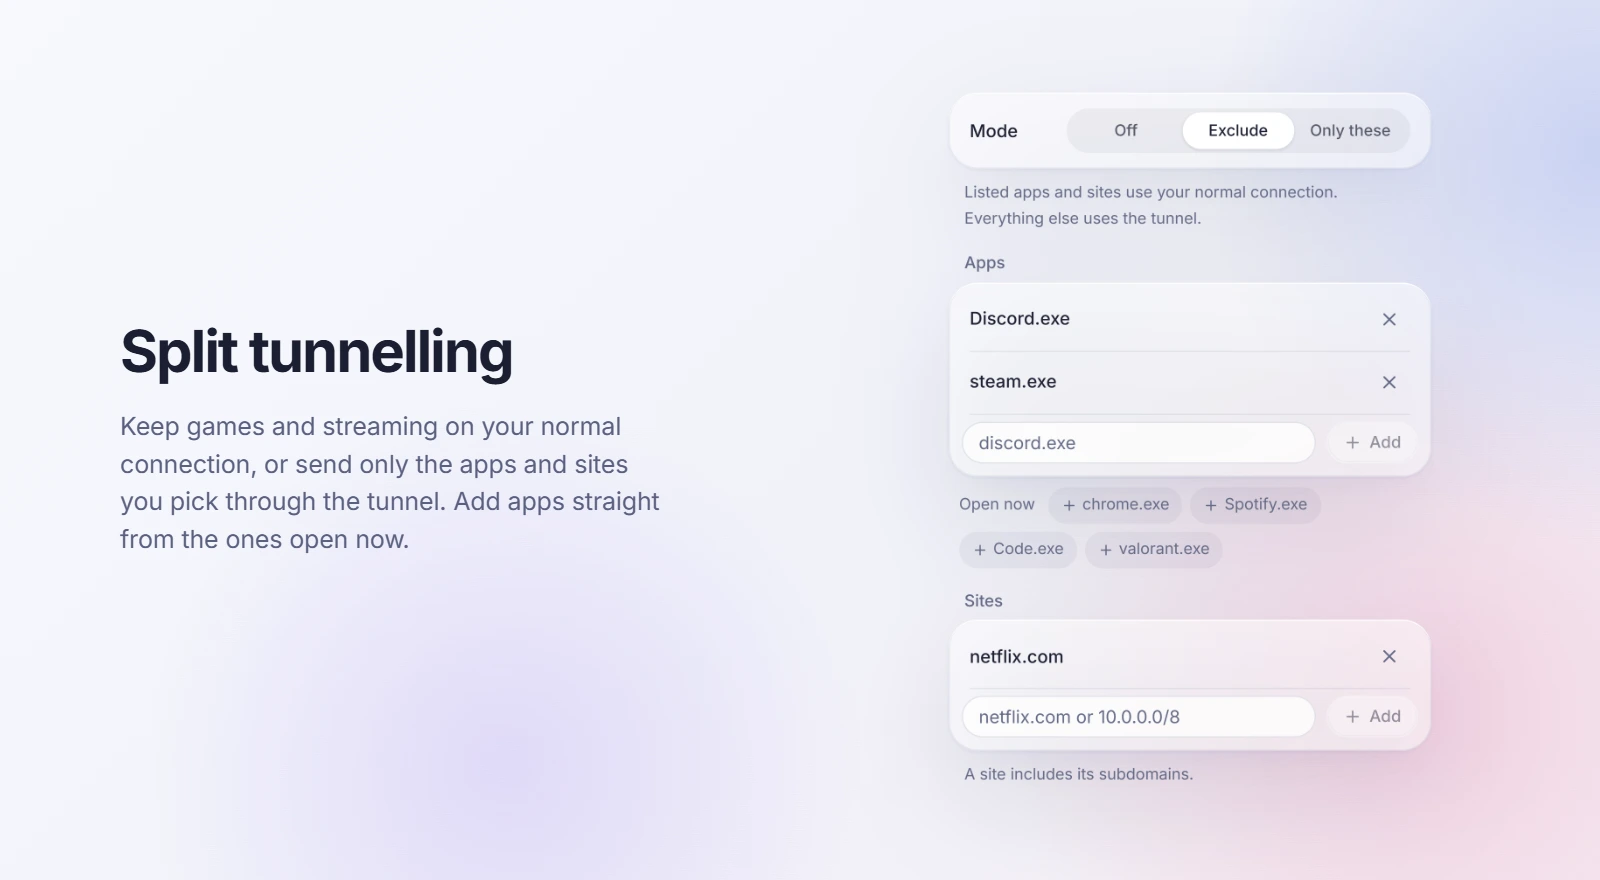 Split tunnelling
Keep games and streaming on your normal
connection, or send only the apps and sites
you pick through the tunnel. Add apps straight
from the ones open now.
Mode Off Exclude Only these
Listed apps and sites use your normal connection.
Everything else uses the tunnel.
Apps
Discord.exe
steam.exe
discord.exe + Add
Open now + chrome.exe + Spotify.exe
+ Code.exe + valorant.exe
Sites
netflix.com
netflix.com or 10.0.0.0/8 + Add
A site includes its subdomains.